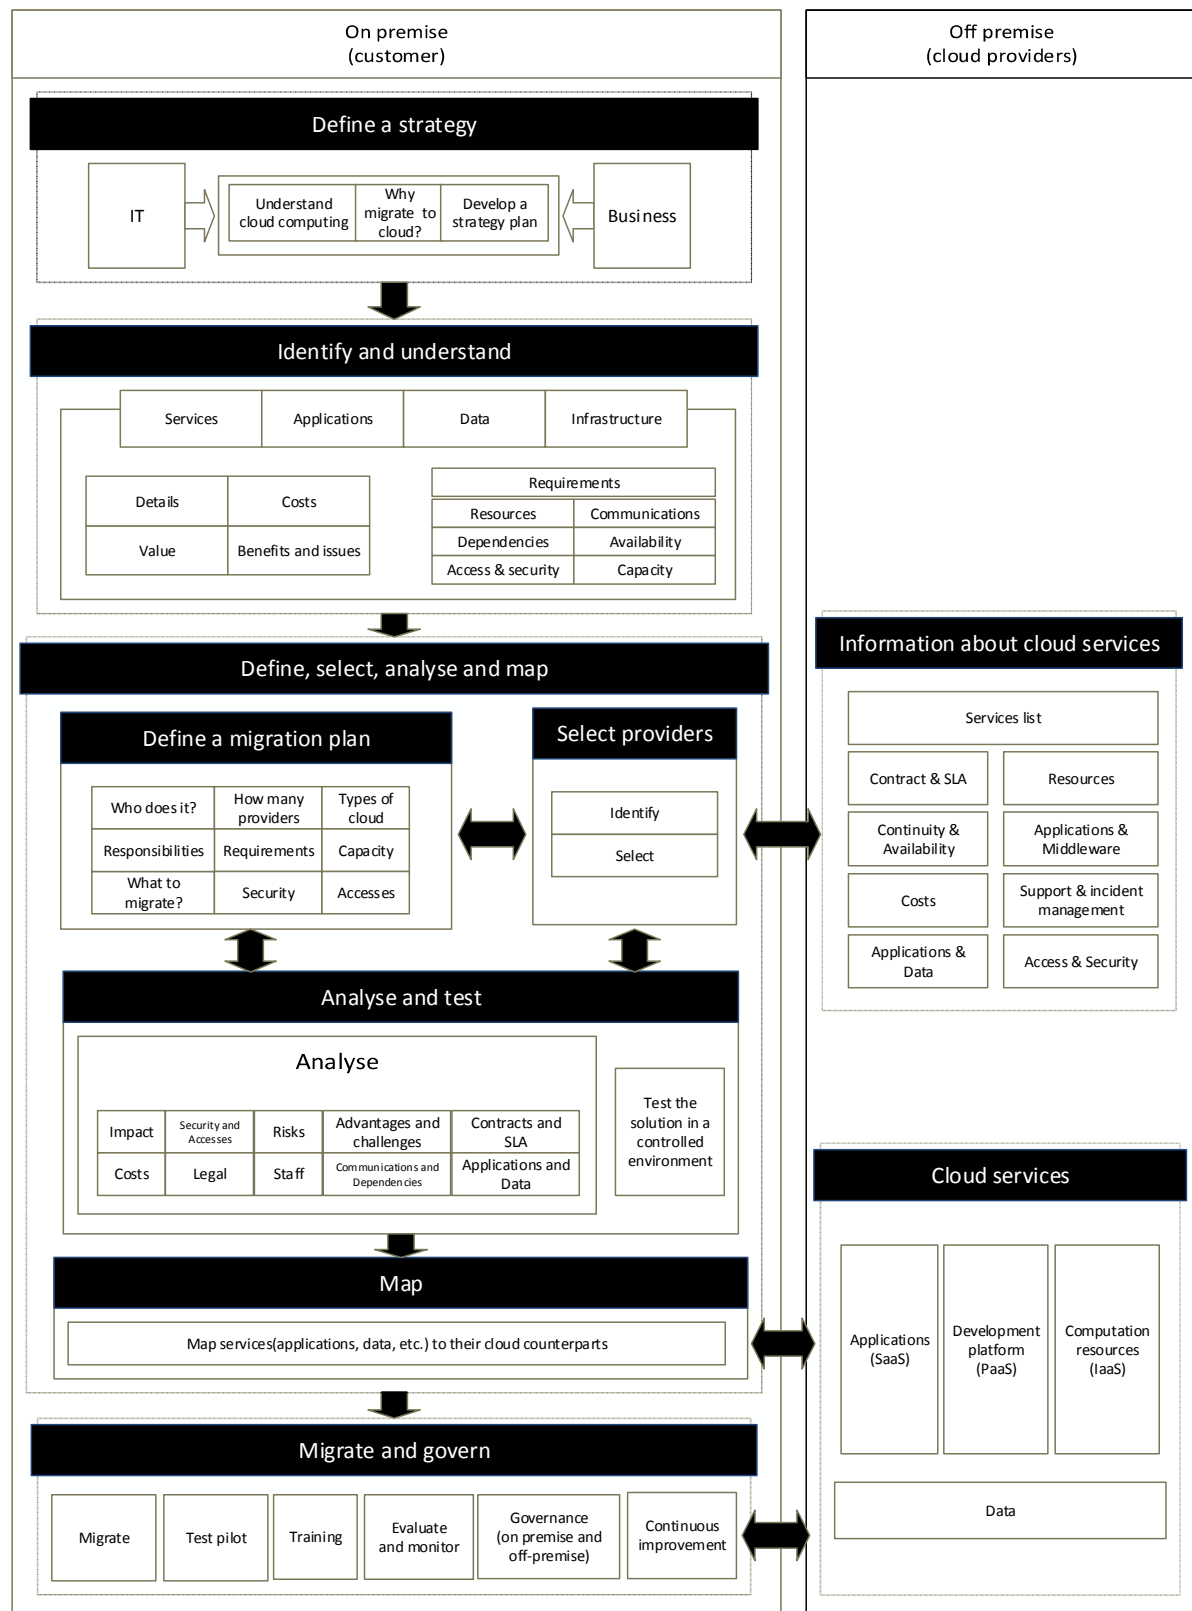 On premise
(customer)
Off premise
(cloud providers)
Define a strategy
IT
Understand
cloud computing
Why
migrate to
cloud?
Develop a
strategy plan
Business
Identify and understand
Services
Applications
Data
Infrastructure
Details
Costs
Value
Benefits and issues
Requirements
Resources
Communications
Dependencies
Availability
Access & security
Capacity
Define, select, analyse and map
Define a migration plan
Who does it?
How many
providers
Types of
cloud
Responsibilities
Requirements
Capacity
What to
migrate?
Security
Accesses
Select providers
Identify
Select
Information about cloud services
Services list
Contract & SLA
Resources
Continuity &
Availability
Applications &
Middleware
Costs
Support & incident
management
Applications &
Data
Access & Security
Analyse and test
Analyse
Impact
Security and
Accesses
Risks
Advantages and
challenges
Contracts and
SLA
Costs
Legal
Staff
Communications and
Dependencies
Applications and
Data
Test the
solution in a
controlled
environment
Map
Map services(applications, data, etc.) to their cloud counterparts
Cloud services
Applications
(SaaS)
Development
platform
(PaaS)
Computation
resources
(IaaS)
Data
Migrate and govern
Migrate
Test pilot
Training
Evaluate
and monitor
Governance
(on premise and
off-premise)
Continuous
improvement